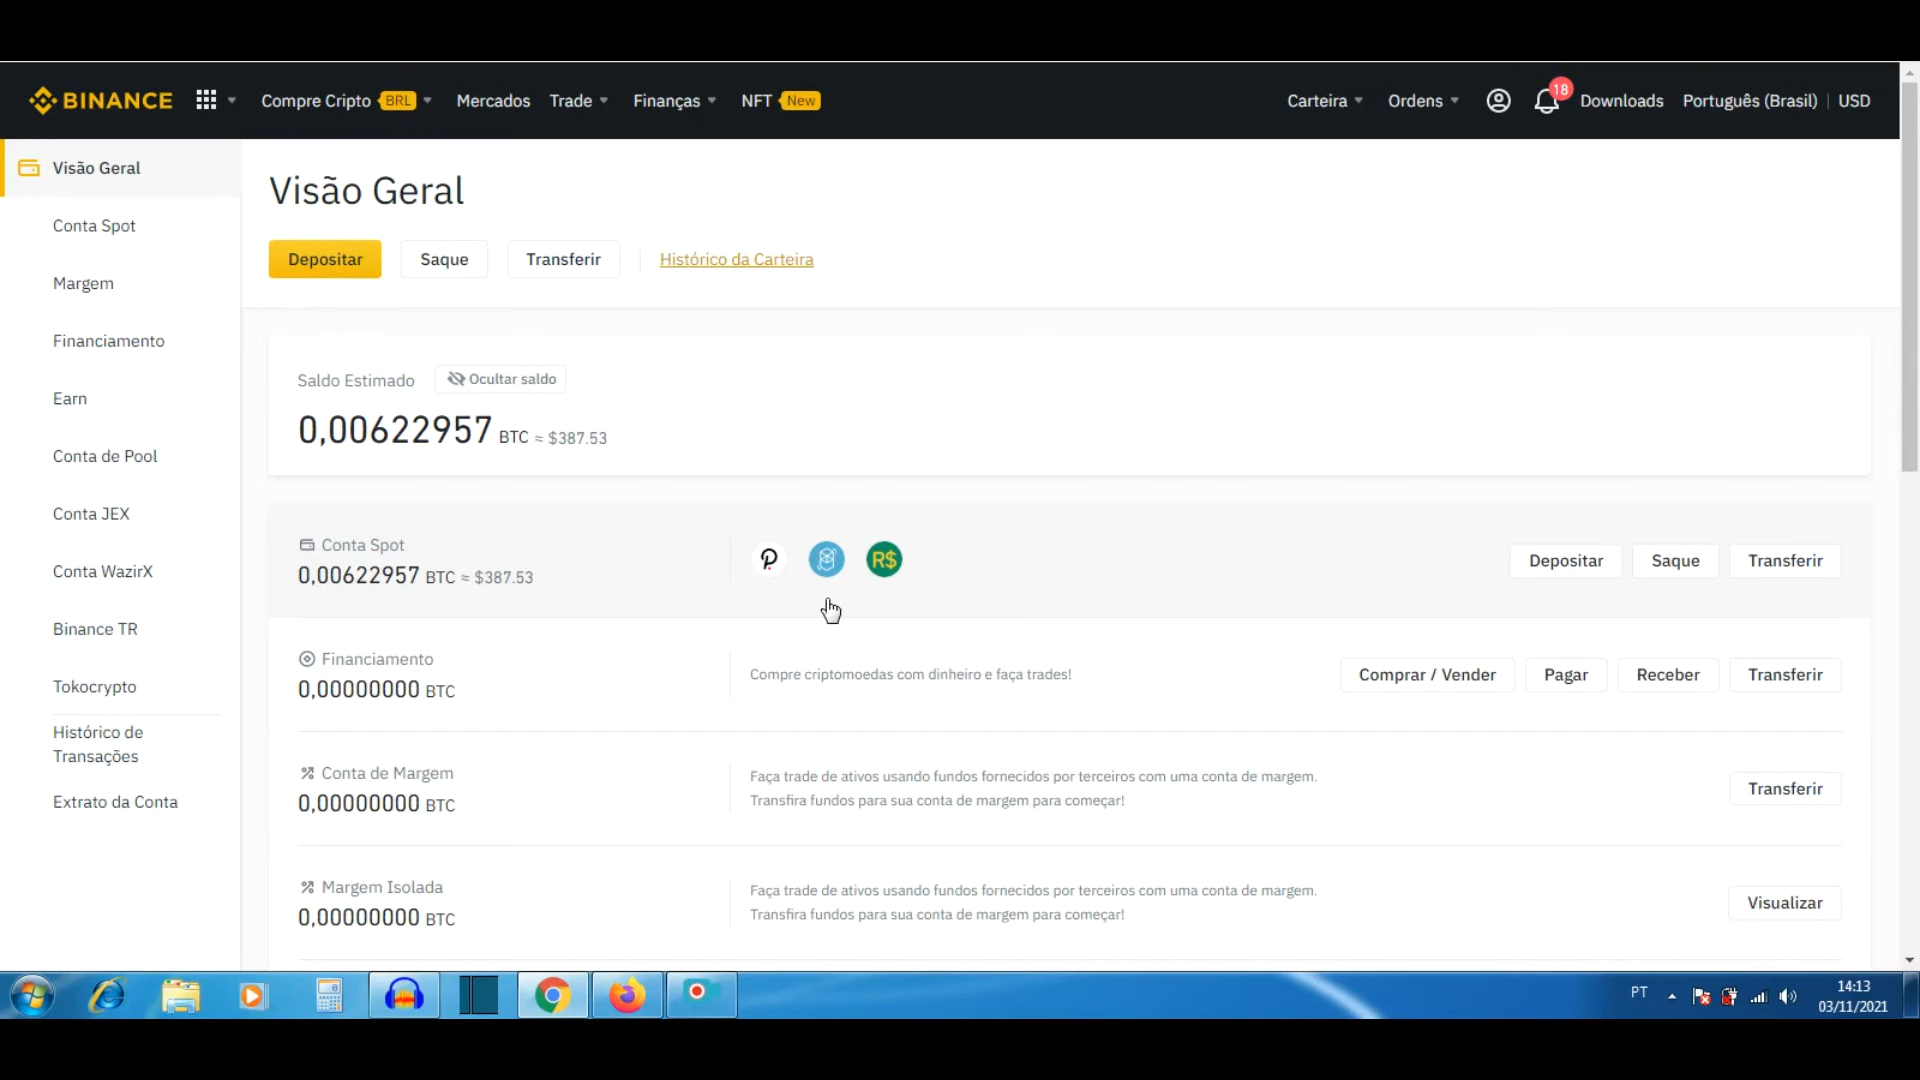 BINANCE Compre Cripto BRL Mercados Trade Finanças NFT New Carteira Ordens 18 Downloads Português (Brasil) | USD
Visão Geral
Conta Spot
Margem
Financiamento
Earn
Conta de Pool
Conta JEX
Conta WazirX
Binance TR
Tokocrypto
Histórico de
Transações
Extrato da Conta
Visão Geral
Depositar Saque Transferir Histórico da Carteira
Saldo Estimado Ocultar saldo
0,00622957 BTC ≈ $387.53
Conta Spot
0,00622957 BTC ≈ $387.53
R$
Depositar Saque Transferir
Financiamento
0,00000000 BTC
Compre criptomoedas com dinheiro e faça trades!
Comprar / Vender Pagar Receber Transferir
Conta de Margem
0,00000000 BTC
Faça trade de ativos usando fundos fornecidos por terceiros com uma conta de margem.
Transfira fundos para sua conta de margem para começar!
Transferir
Margem Isolada
0,00000000 BTC
Faça trade de ativos usando fundos fornecidos por terceiros com uma conta de margem.
Transfira fundos para sua conta de margem para começar!
Visualizar
PT
14:13
03/11/2021